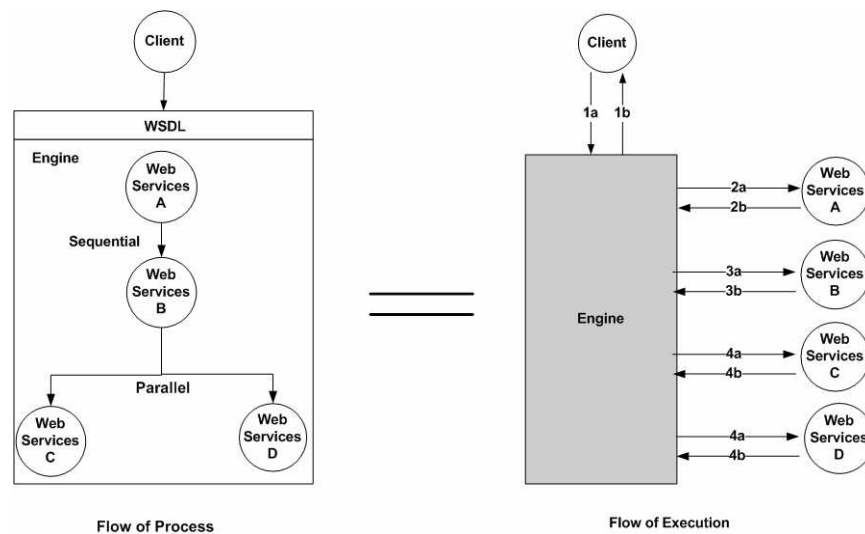 Client
WSDL
Engine
Web
Services
A
Sequential
Web
Services
B
Parallel
Web
Services
C
Web
Services
D
Flow of Process
Client
1a
1b
Engine
2a
2b
Web
Services
A
3a
3b
Web
Services
B
4a
4b
Web
Services
C
4a
4b
Web
Services
D
Flow of Execution